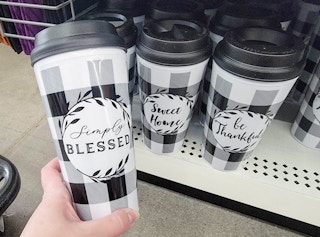 Simply
BLESSED
Sweet
Home
be
Thankful